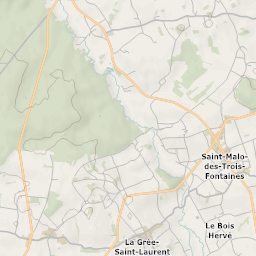 Saint-Malo-
des-Trois-
Fontaines
Le Bois
Hervé
La Grée-
Saint-Laurent